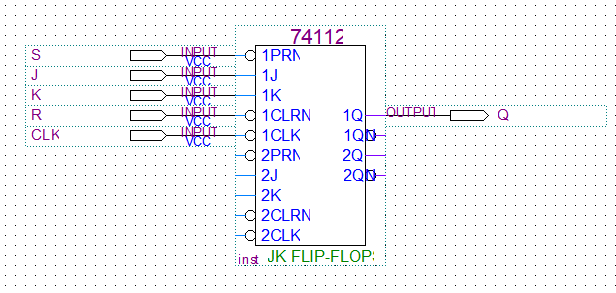 74112
S INPUT VCC 1PRN
J INPUT VCC 1J
K INPUT VCC 1K
R INPUT VCC 1CLRN 1Q OUTPUT Q
CLK INPUT VCC 1CLK 1QN
2PRN 2Q
2J 2QN
2K
2CLRN
2CLK
inst JK FLIP-FLOPS